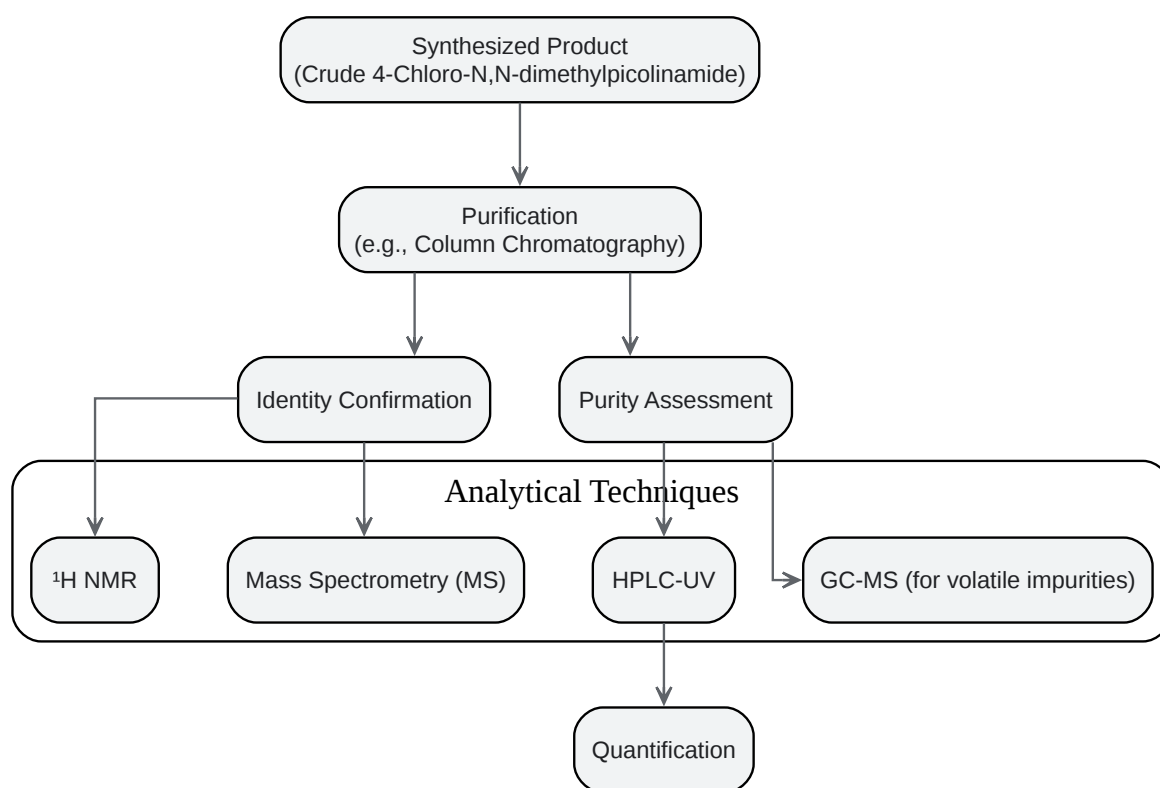 Synthesized Product
(Crude 4-Chloro-N,N-dimethylpicolinamide)
Purification
(e.g., Column Chromatography)
Identity Confirmation
Purity Assessment
Analytical Techniques
¹H NMR
Mass Spectrometry (MS)
HPLC-UV
GC-MS (for volatile impurities)
Quantification